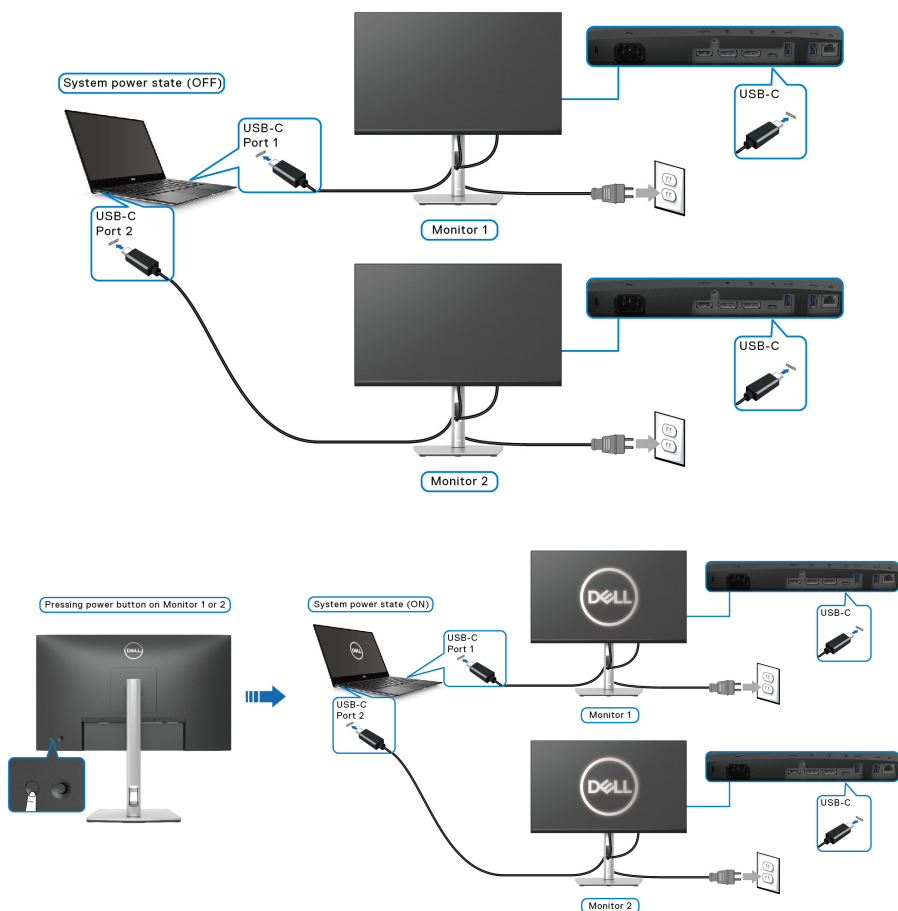 System power state (OFF)
USB-C
Port 1
USB-C
Monitor 1
USB-C
Port 2
USB-C
Monitor 2
Pressing power button on Monitor 1 or 2
DELL
System power state (ON)
DELL
USB-C
Port 1
DELL
USB-C
Monitor 1
USB-C
Port 2
DELL
USB-C
Monitor 2